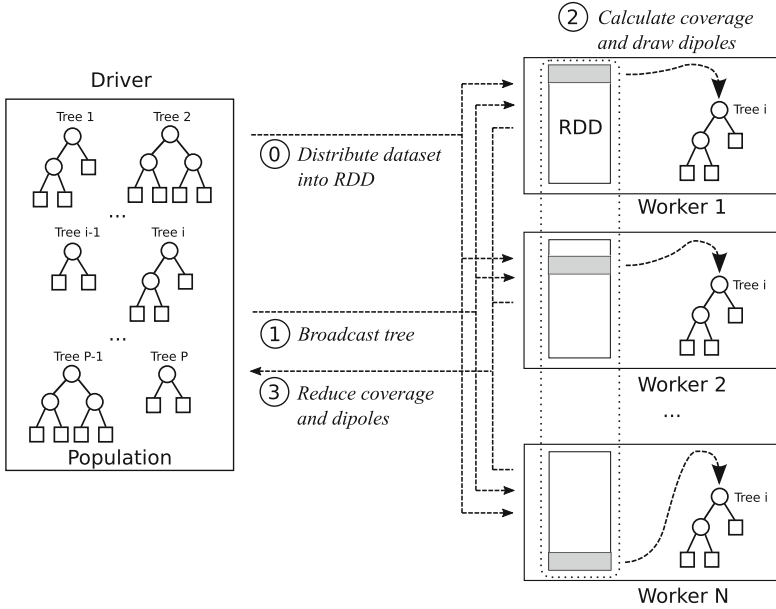 2 Calculate coverage
and draw dipoles
Driver
Tree 1
Tree 2
...
Tree i-1
Tree i
...
Tree P-1
Tree P
Population
0 Distribute dataset
into RDD
1 Broadcast tree
3 Reduce coverage
and dipoles
RDD
Tree i
Worker 1
Tree i
Worker 2
...
Tree i
Worker N